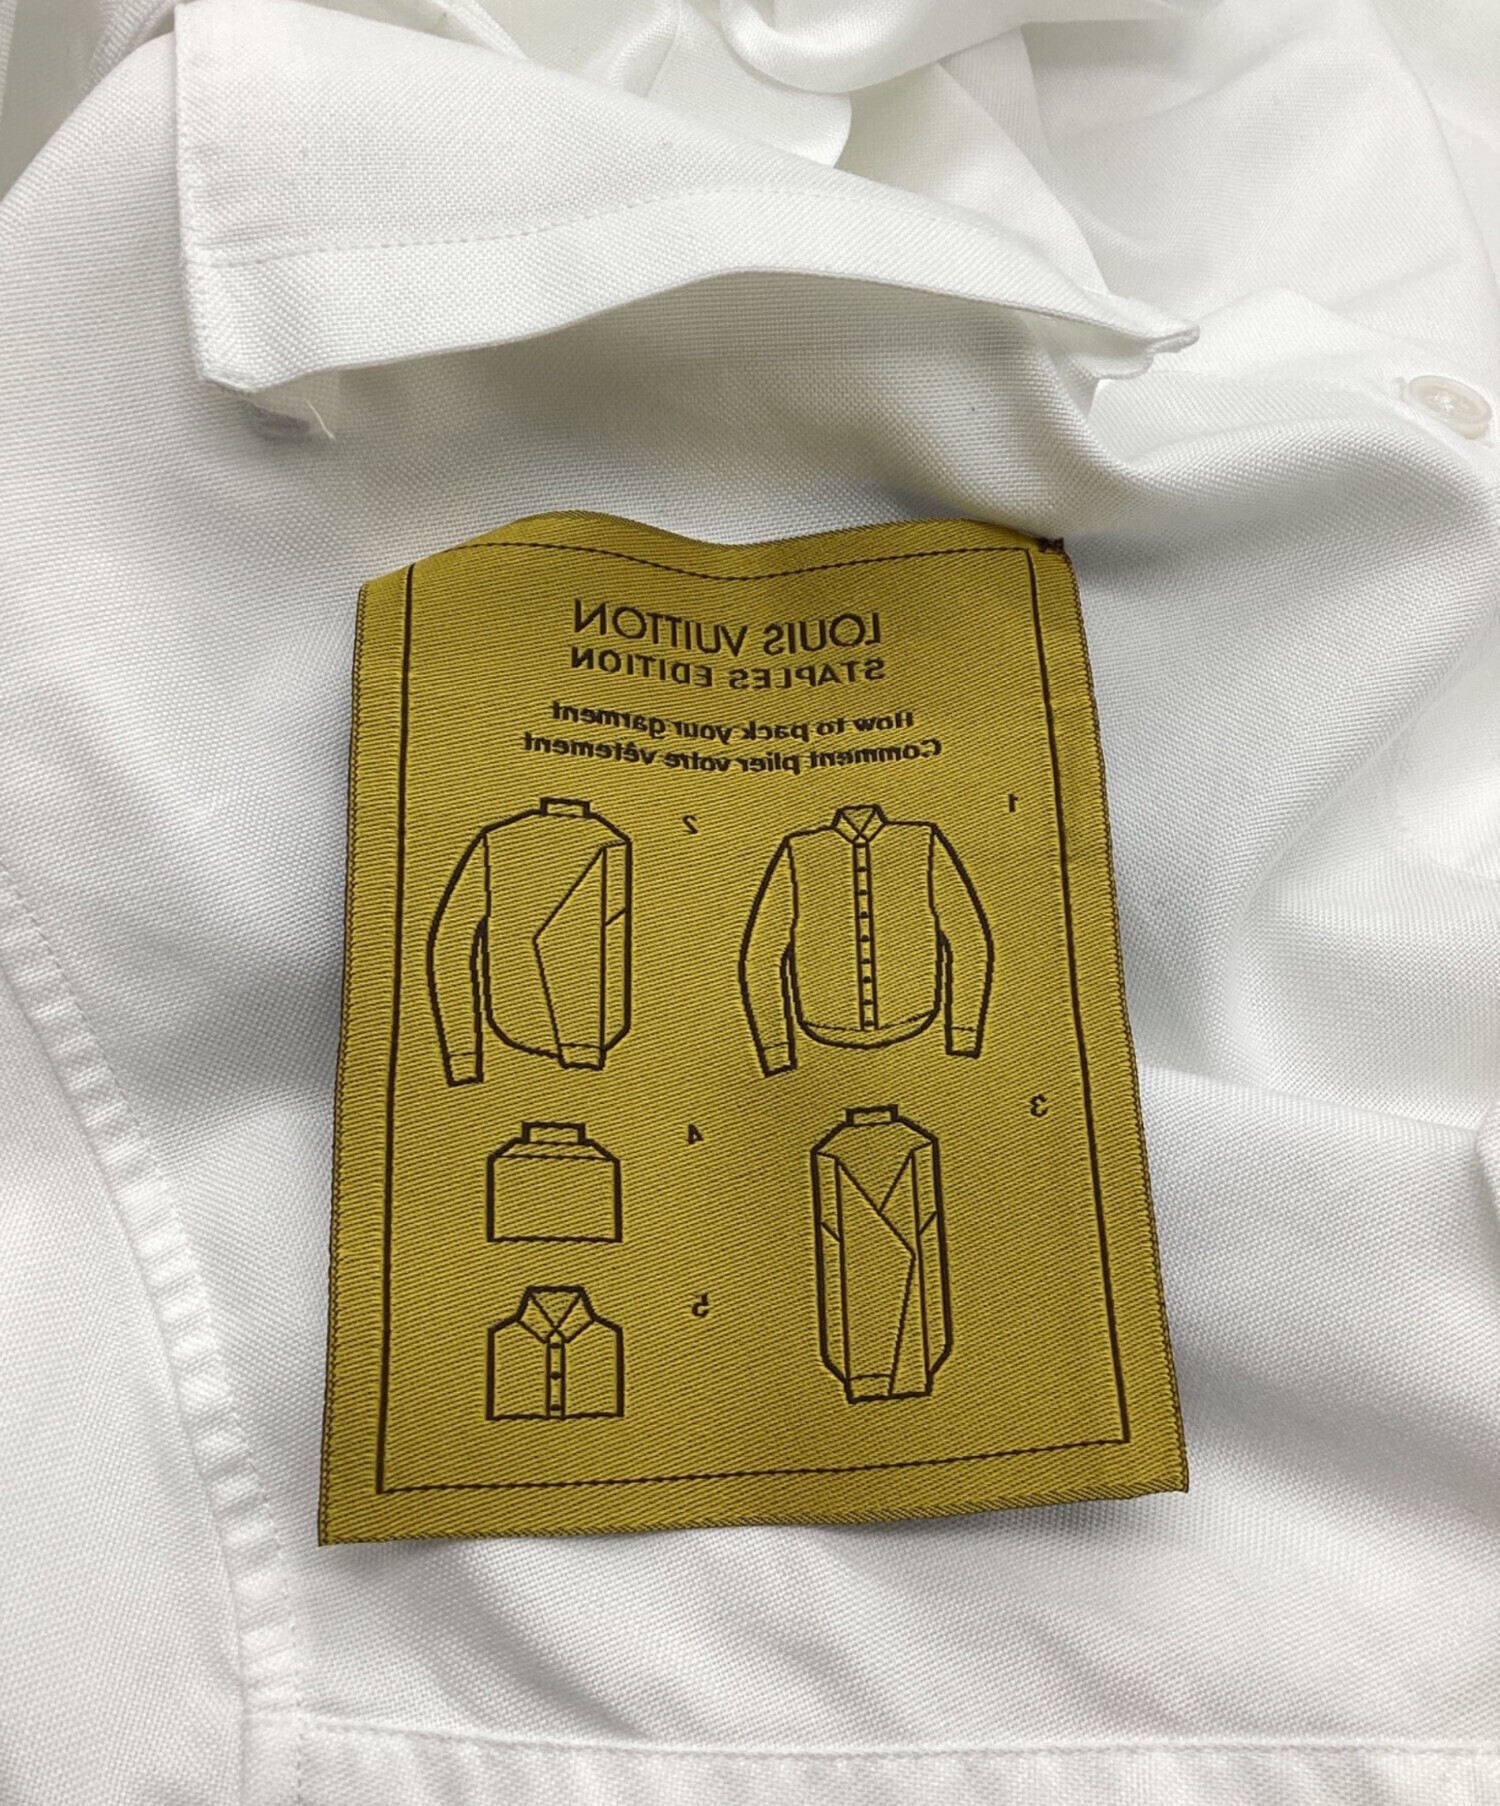 LOUIS VUITTON
STAPLES EDITION
How to pack your garment
Comment plier votre vêtement
1
2
3
4
5